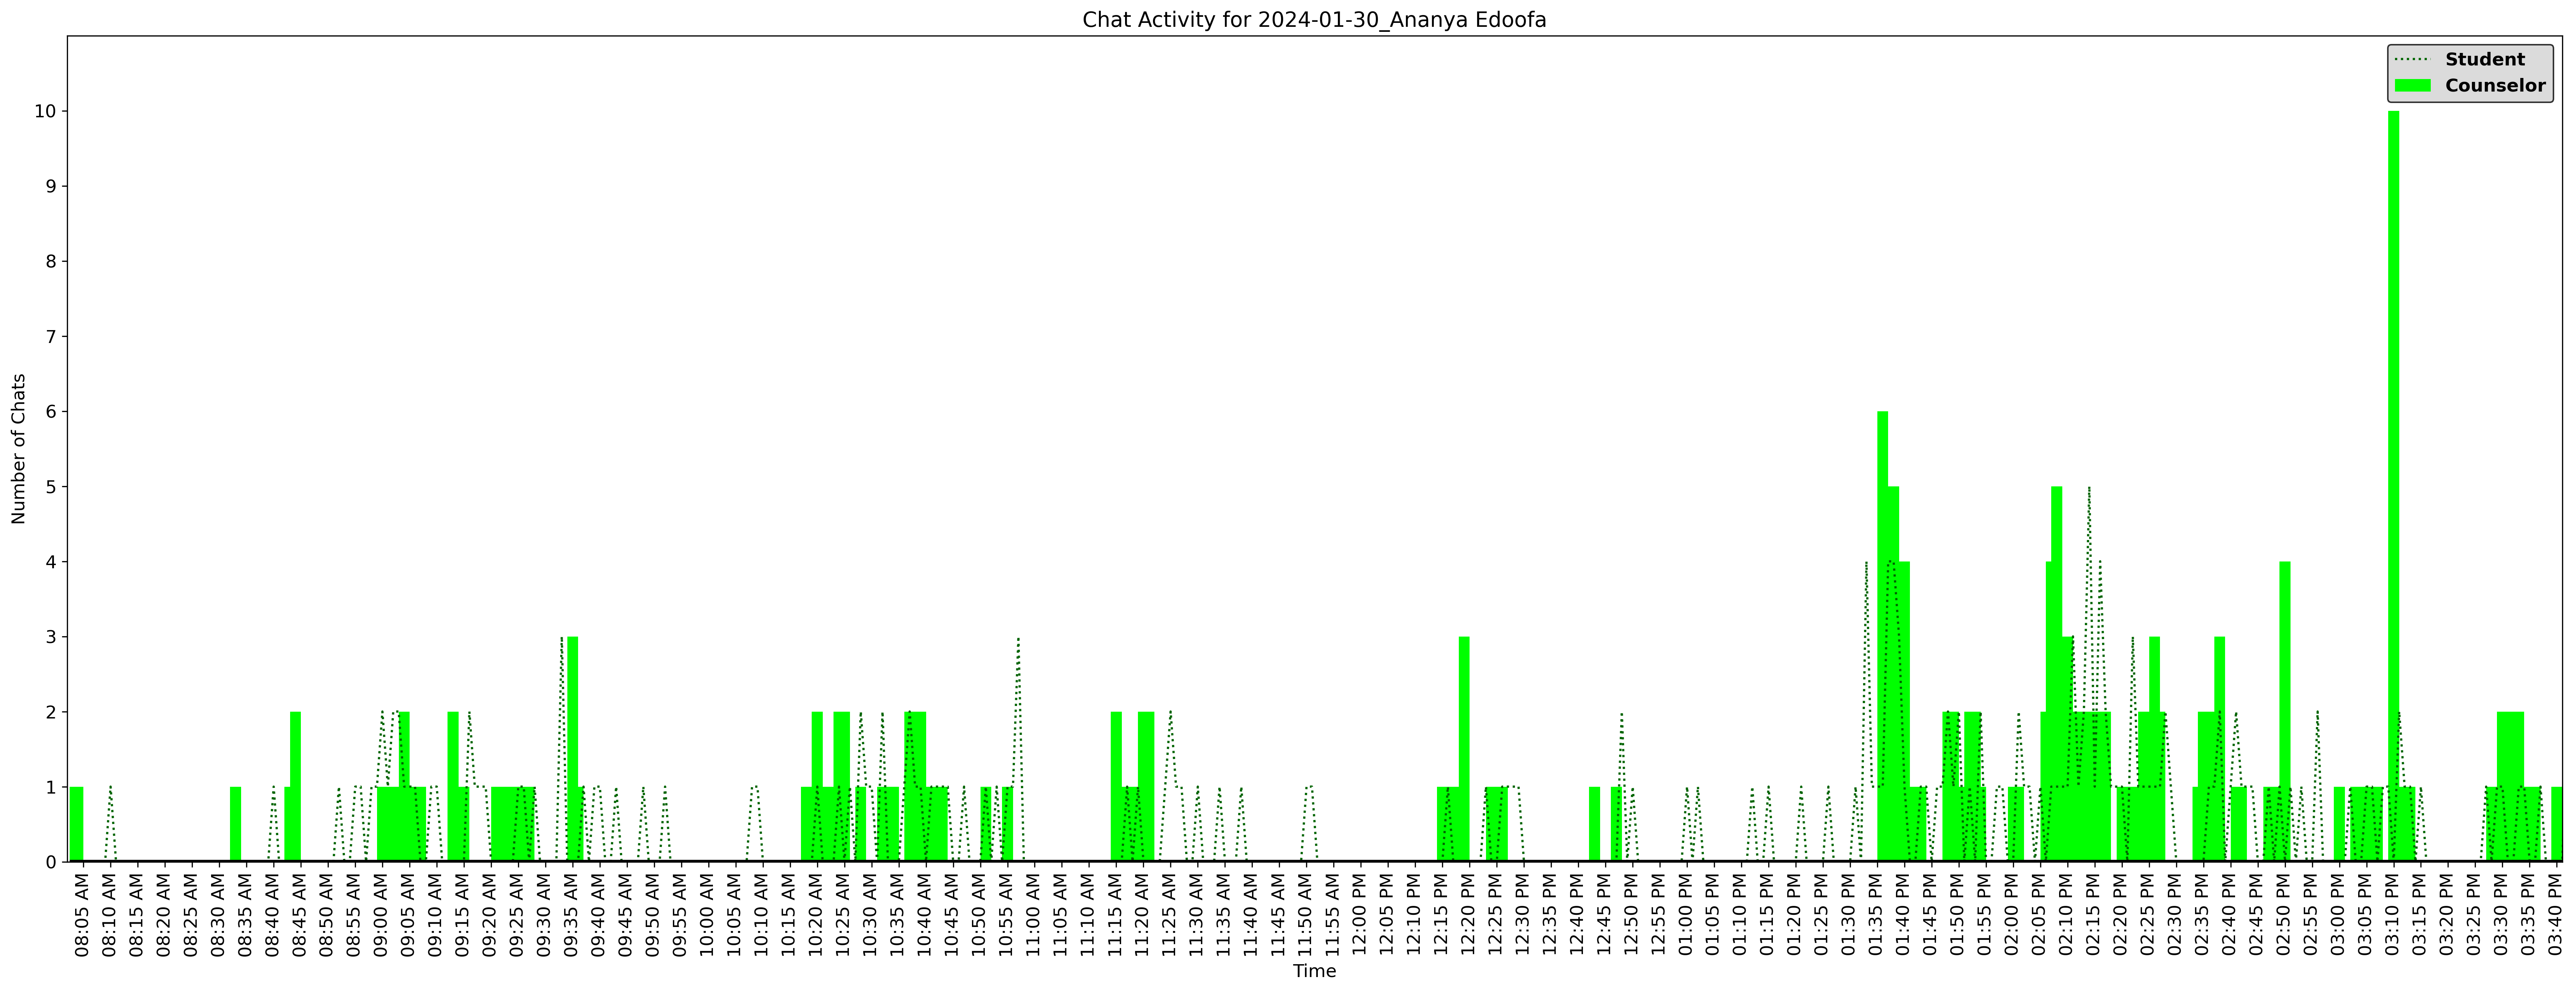 Chat Activity for 2024-01-30_Ananya Edoofa
Student
Counselor
10
9
8
7
6
5
4
3
2
1
0
Number of Chats
08:05 AM
08:10 AM
08:15 AM
08:20 AM
08:25 AM
08:30 AM
08:35 AM
08:40 AM
08:45 AM
08:50 AM
08:55 AM
09:00 AM
09:05 AM
09:10 AM
09:15 AM
09:20 AM
09:25 AM
09:30 AM
09:35 AM
09:40 AM
09:45 AM
09:50 AM
09:55 AM
10:00 AM
10:05 AM
10:10 AM
10:15 AM
10:20 AM
10:25 AM
10:30 AM
10:35 AM
10:40 AM
10:45 AM
10:50 AM
10:55 AM
11:00 AM
11:05 AM
11:10 AM
11:15 AM
11:20 AM
11:25 AM
11:30 AM
11:35 AM
11:40 AM
11:45 AM
11:50 AM
11:55 AM
12:00 PM
12:05 PM
12:10 PM
12:15 PM
12:20 PM
12:25 PM
12:30 PM
12:35 PM
12:40 PM
12:45 PM
12:50 PM
12:55 PM
01:00 PM
01:05 PM
01:10 PM
01:15 PM
01:20 PM
01:25 PM
01:30 PM
01:35 PM
01:40 PM
01:45 PM
01:50 PM
01:55 PM
02:00 PM
02:05 PM
02:10 PM
02:15 PM
02:20 PM
02:25 PM
02:30 PM
02:35 PM
02:40 PM
02:45 PM
02:50 PM
02:55 PM
03:00 PM
03:05 PM
03:10 PM
03:15 PM
03:20 PM
03:25 PM
03:30 PM
03:35 PM
03:40 PM
Time